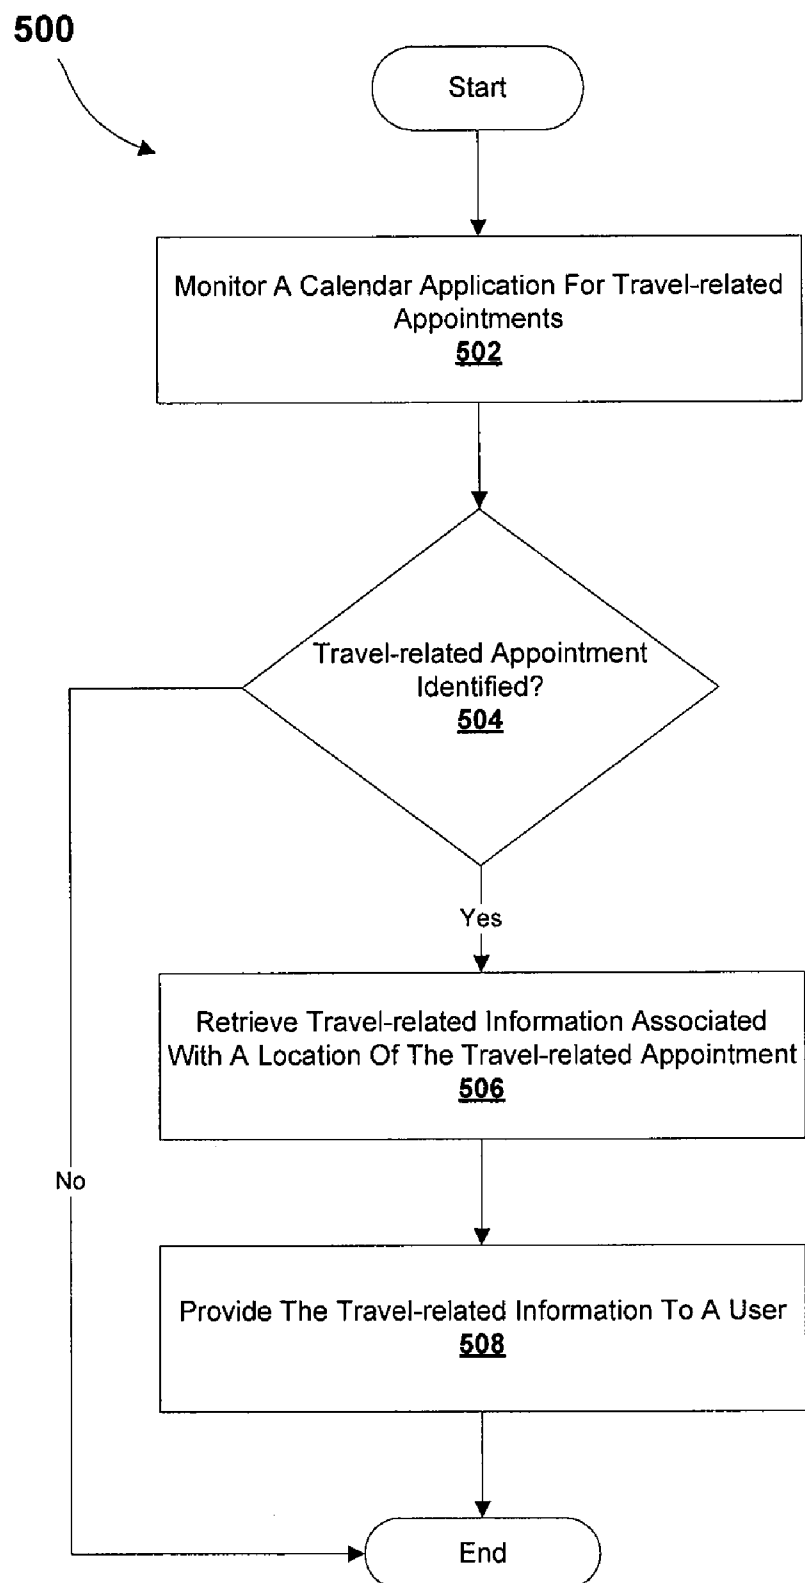 500
Start
Monitor A Calendar Application For Travel-related
Appointments
502
Travel-related Appointment
Identified?
504
Yes
Retrieve Travel-related Information Associated
With A Location Of The Travel-related Appointment
506
No
Provide The Travel-related Information To A User
508
End